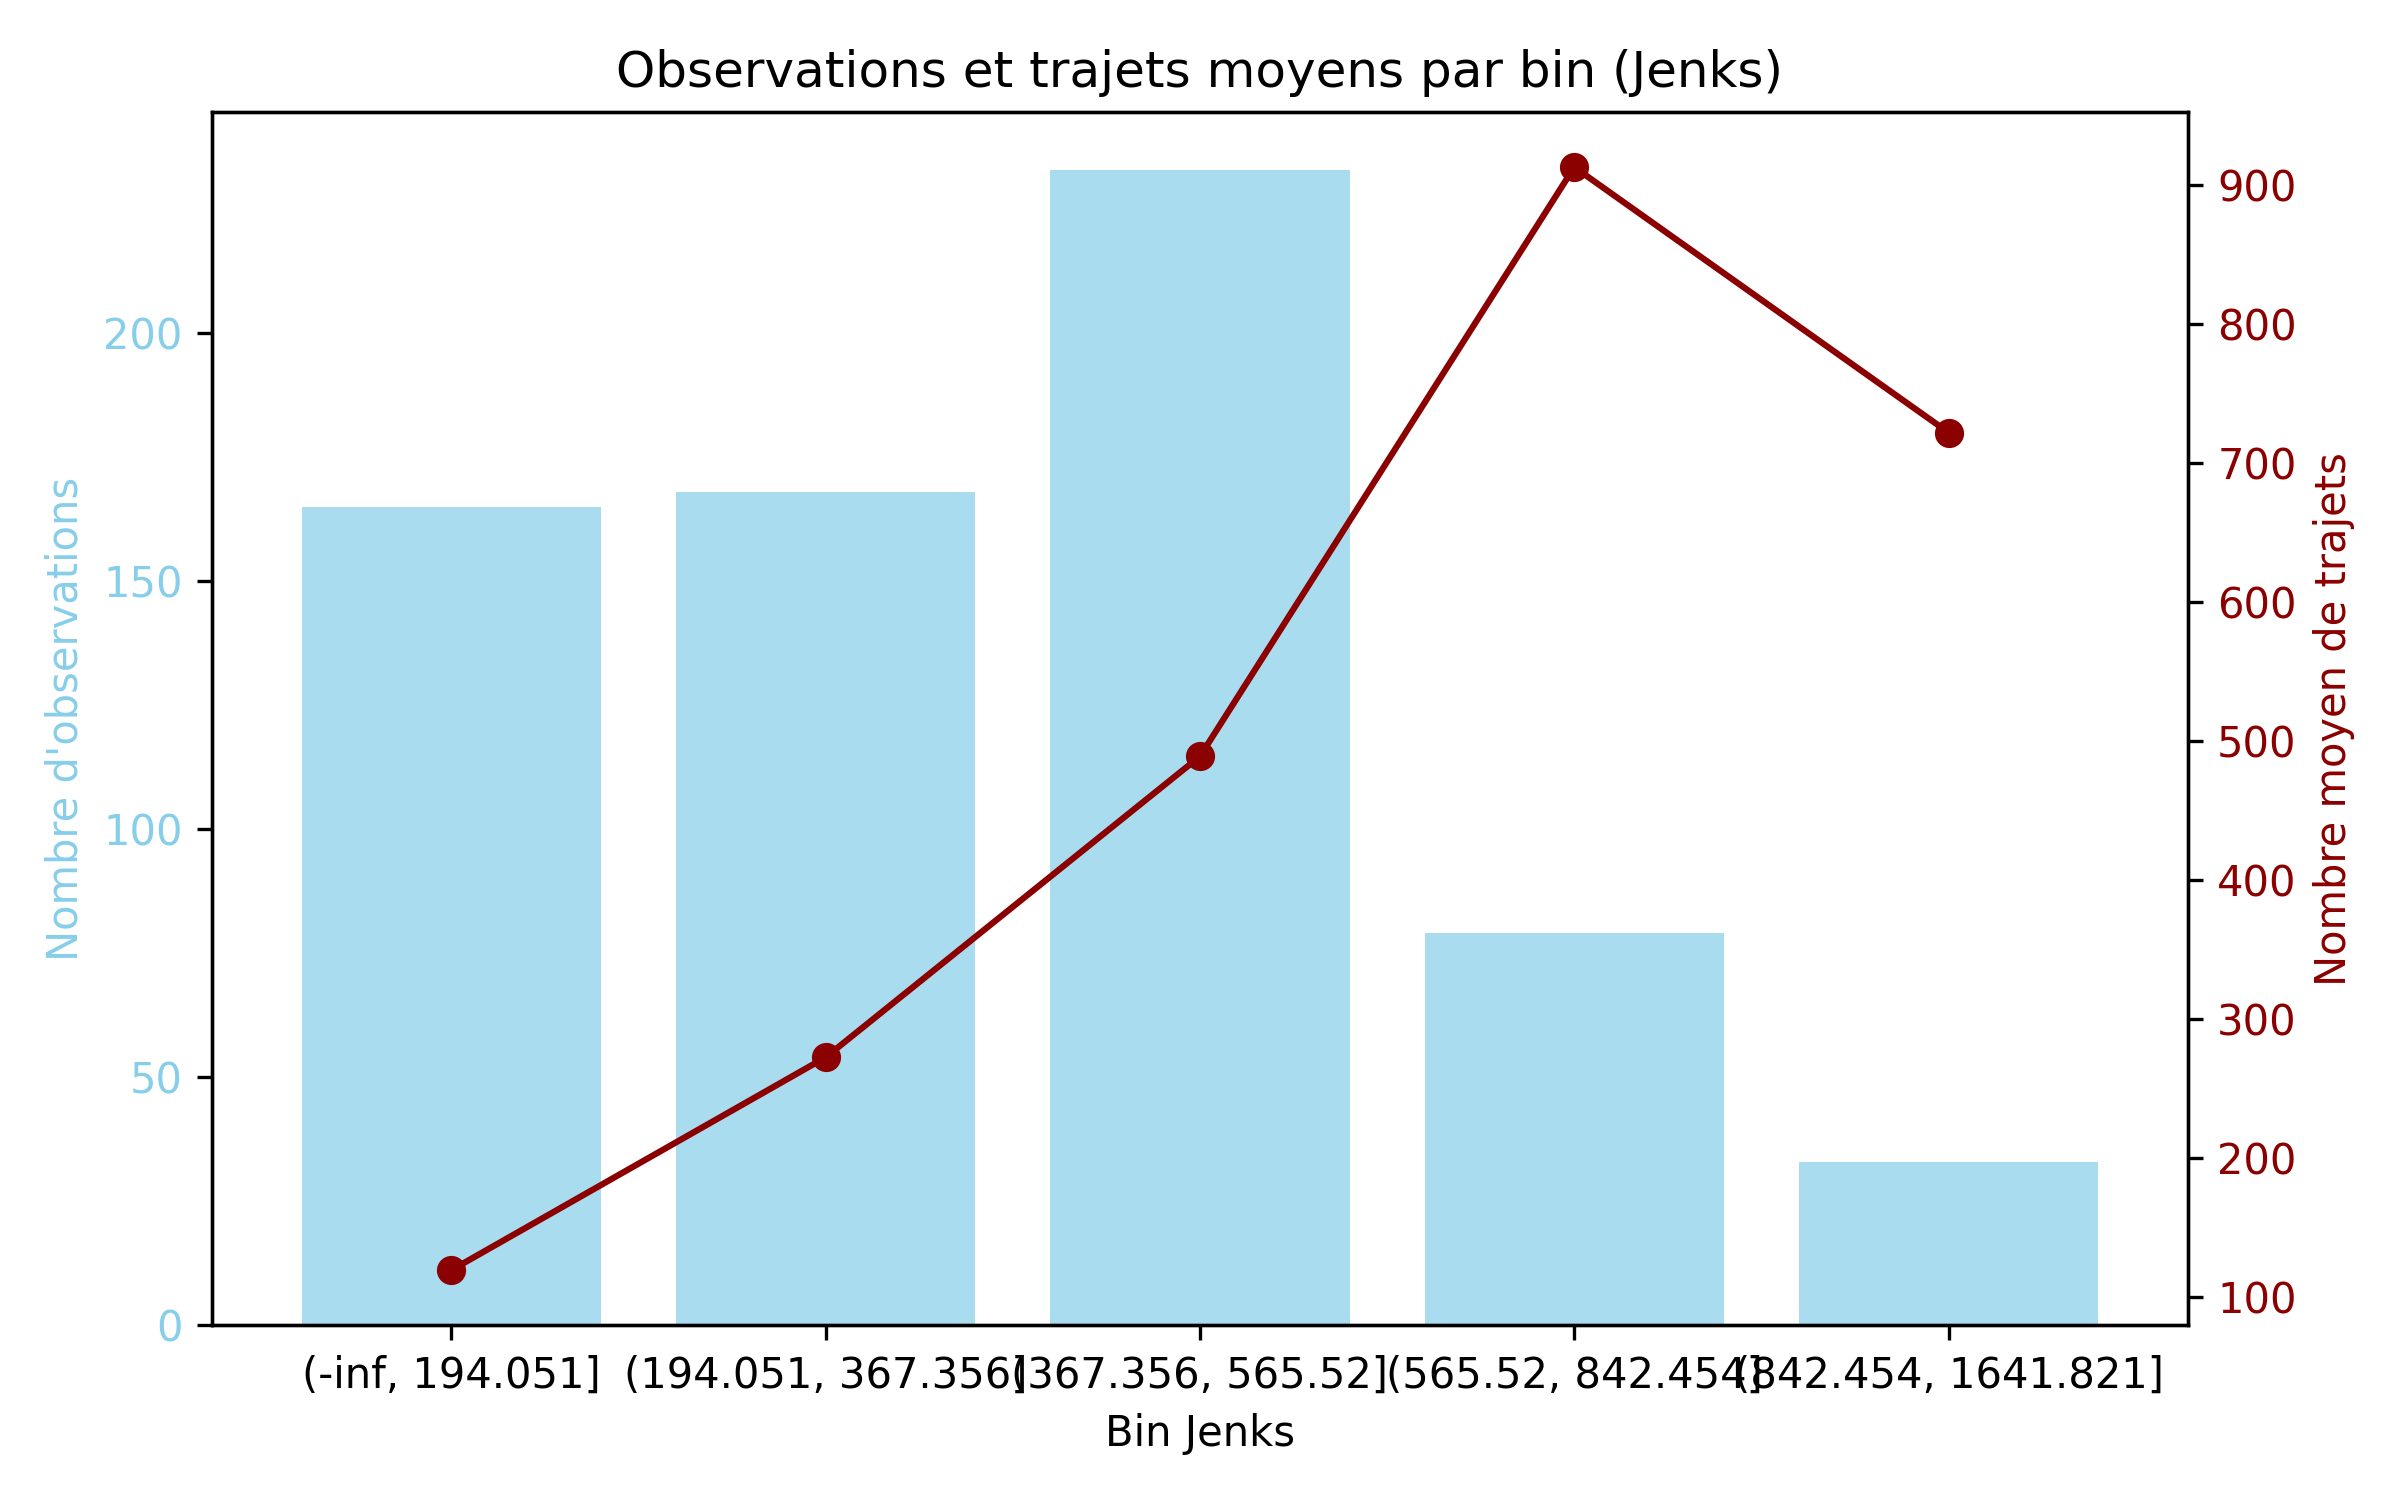 Observations et trajets moyens par bin (Jenks)
Nombre d'observations
200
150
100
50
0
900
800
700
600
500
400
300
200
100
Nombre moyen de trajets
(-inf, 194.051] (194.051, 367.356] (367.356, 565.52] (565.52, 842.454] (842.454, 1641.821]
Bin Jenks